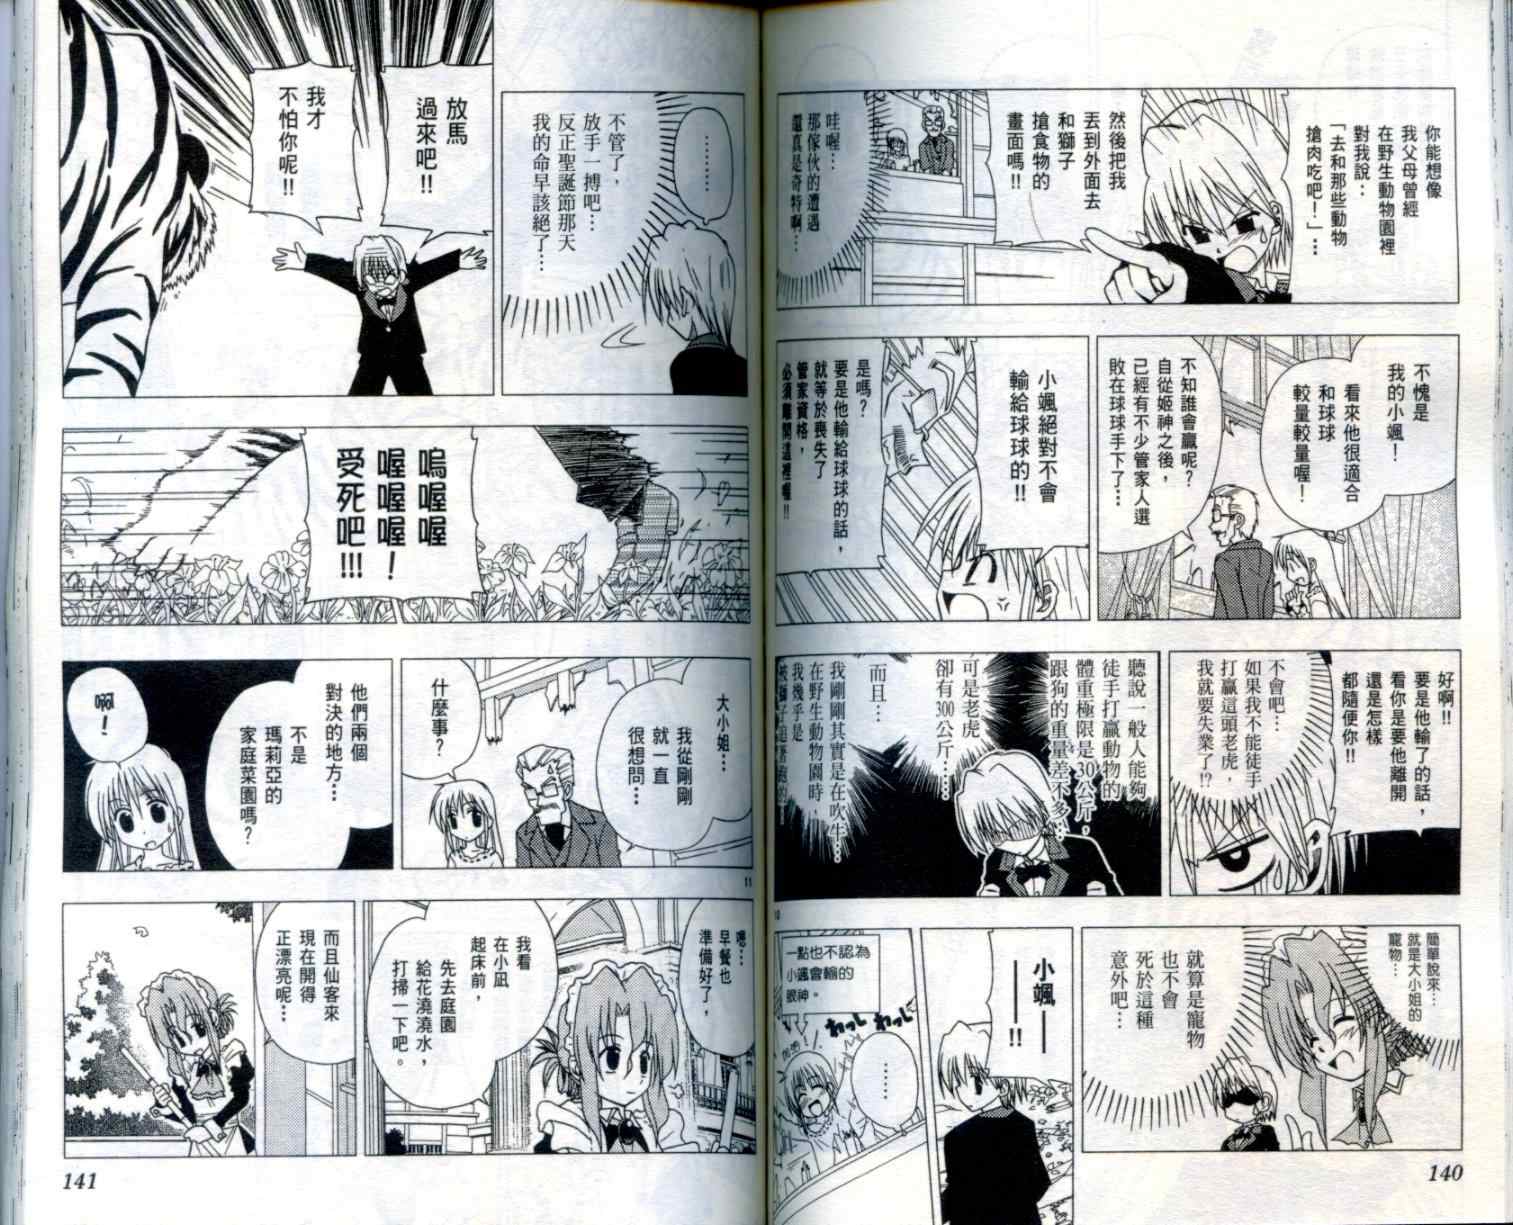 你能想像
我父母曾經
在野生動物園裡
對我說：
「去和那些動物
搶肉吃吧！」…
然後把我
丟到外面去
和獅子
搶食物的
畫面嗎!!
哇喔…
那傢伙的遭遇
還真是奇特啊…
不愧是
我的小颯！
看來他很適合
和球球
較量較量喔！
不知誰會贏呢？
自從姬神之後，
已經有不少管家人選
敗在球球手下了…
小颯絕對不會
輸給球球的!!
是嗎？
要是他輸給球球的話，
就等於喪失了
管家資格，
必須離開這裡喔!!
好啊!!
要是他輸了的話，
看你是要他離開
還是怎樣
都隨便你!!
不會吧…
如果我不能徒手
打贏這頭老虎，
我就要失業了!?
聽說一般人能夠
徒手打贏動物的
體重極限是30公斤，
跟狗的重量差不多…
可是老虎
卻有300公斤……
而且…
我剛剛其實是在吹牛…
在野生動物園時，
我幾乎是
被獅子追著跑的…
10
簡單說來…
就是大小姐的
寵物…
就算是寵物
也不會
死於這種
意外吧…
小颯——
——!!
……
一點也不認為
小颯會輸的
眼神。
わっし
わっし
140
………
不管了，
放手一搏吧…
反正聖誕節那天
我的命早該絕了…
放馬
過來吧!!
我才
不怕你呢!!
嗚喔喔
喔喔喔！
受死吧!!!
大小姐…
我從剛剛
就一直
很想問…
什麼事？
他們兩個
對決的地方…
不是
瑪莉亞的
家庭菜園嗎？
啊！
11
嗯…
早餐也
準備好了，
我看
在小凪
起床前，
先去庭園
給花澆澆水，
打掃一下吧。
而且仙客來
現在開得
正漂亮呢…
141